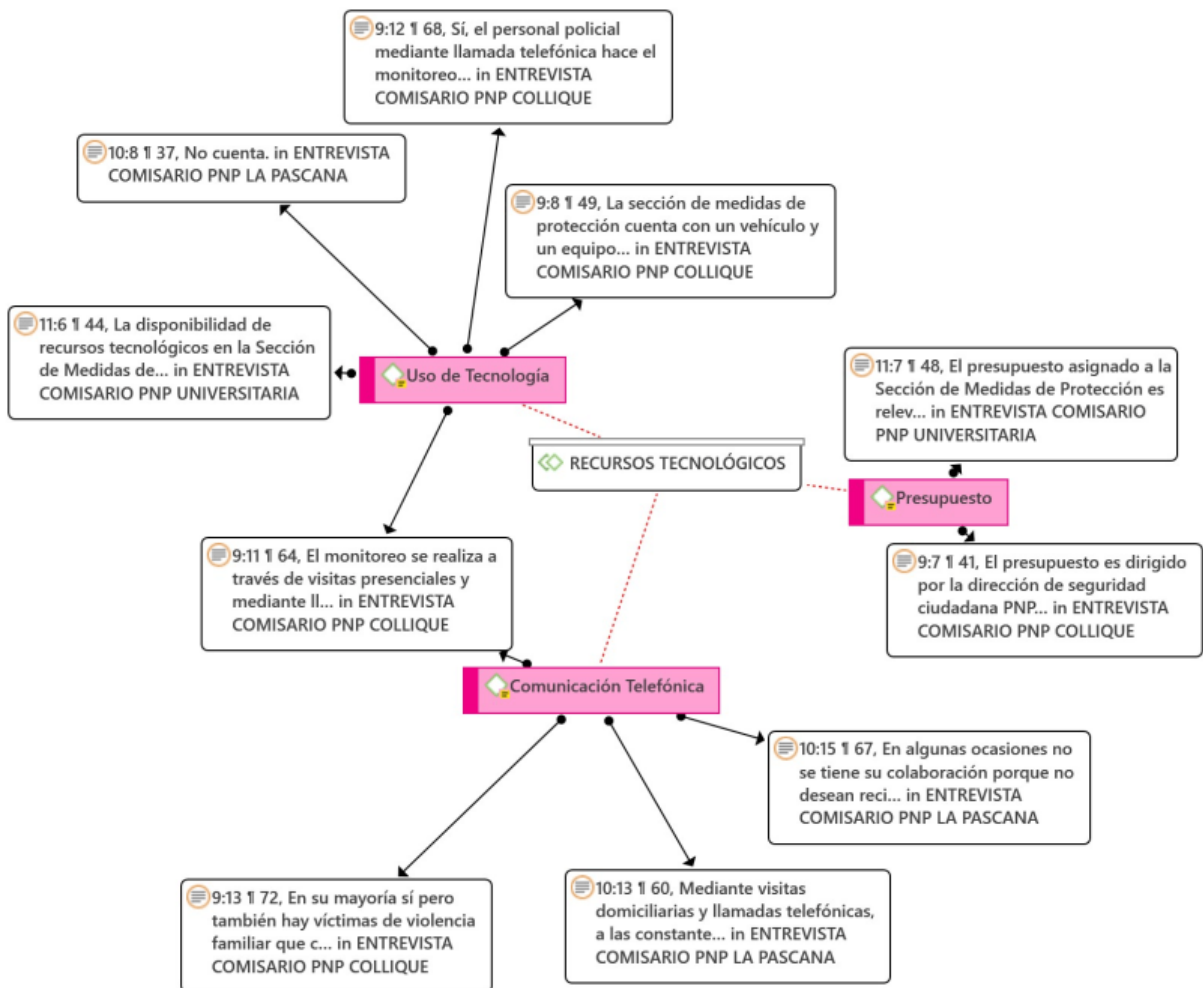 9:12 ¶ 68, Sí, el personal policial
mediante llamada telefónica hace el
monitoreo... in ENTREVISTA
COMISARIO PNP COLLIQUE
10:8 ¶ 37, No cuenta. in ENTREVISTA
COMISARIO PNP LA PASCANA
9:8 ¶ 49, La sección de medidas de
protección cuenta con un vehículo y
un equipo... in ENTREVISTA
COMISARIO PNP COLLIQUE
11:6 ¶ 44, La disponibilidad de
recursos tecnológicos en la Sección
de Medidas de... in ENTREVISTA
COMISARIO PNP UNIVERSITARIA
Uso de Tecnología
11:7 ¶ 48, El presupuesto asignado a la
Sección de Medidas de Protección es
relev... in ENTREVISTA COMISARIO
PNP UNIVERSITARIA
RECURSOS TECNOLÓGICOS
Presupuesto
9:11 ¶ 64, El monitoreo se realiza a
través de visitas presenciales y
mediante ll... in ENTREVISTA
COMISARIO PNP COLLIQUE
9:7 ¶ 41, El presupuesto es dirigido
por la dirección de seguridad
ciudadana PNP... in ENTREVISTA
COMISARIO PNP COLLIQUE
Comunicación Telefónica
10:15 ¶ 67, En algunas ocasiones no
se tiene su colaboración porque no
desean reci... in ENTREVISTA
COMISARIO PNP LA PASCANA
9:13 ¶ 72, En su mayoría sí pero
también hay víctimas de violencia
familiar que c... in ENTREVISTA
COMISARIO PNP COLLIQUE
10:13 ¶ 60, Mediante visitas
domiciliarias y llamadas telefónicas,
a las constante... in ENTREVISTA
COMISARIO PNP LA PASCANA